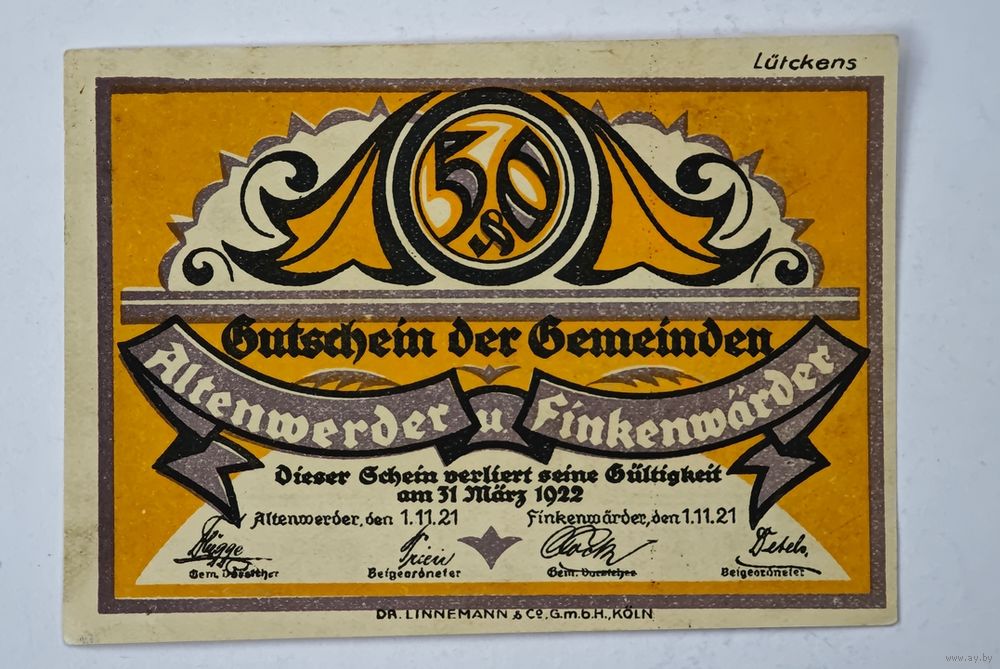 Lütckens
50
Gutschein der Gemeinden
Altenwerder u. Finkenwärder
Dieser Schein verliert seine Gültigkeit
am 31 März 1922
Altenwerder, den 1.11.21 Finkenwärder, den 1.11.21
Gem. Vorsteher Beigeordneter Gem. Vorsteher Beigeordneter
DR. LINNEMANN & Co. G.m.b.H., KÖLN
www.ay.by